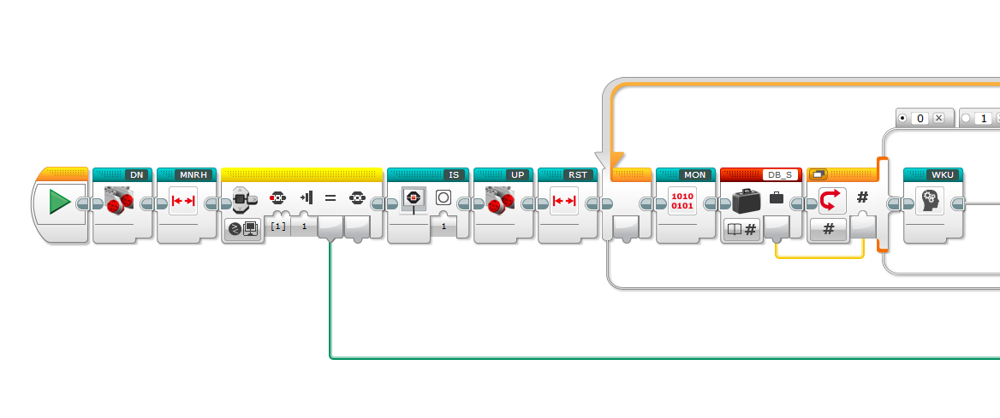 0 1
DN
MNRH
IS
UP
RST
MON
DB_S
WKU
1010
0101
=
#
[1]
1
1
#
#